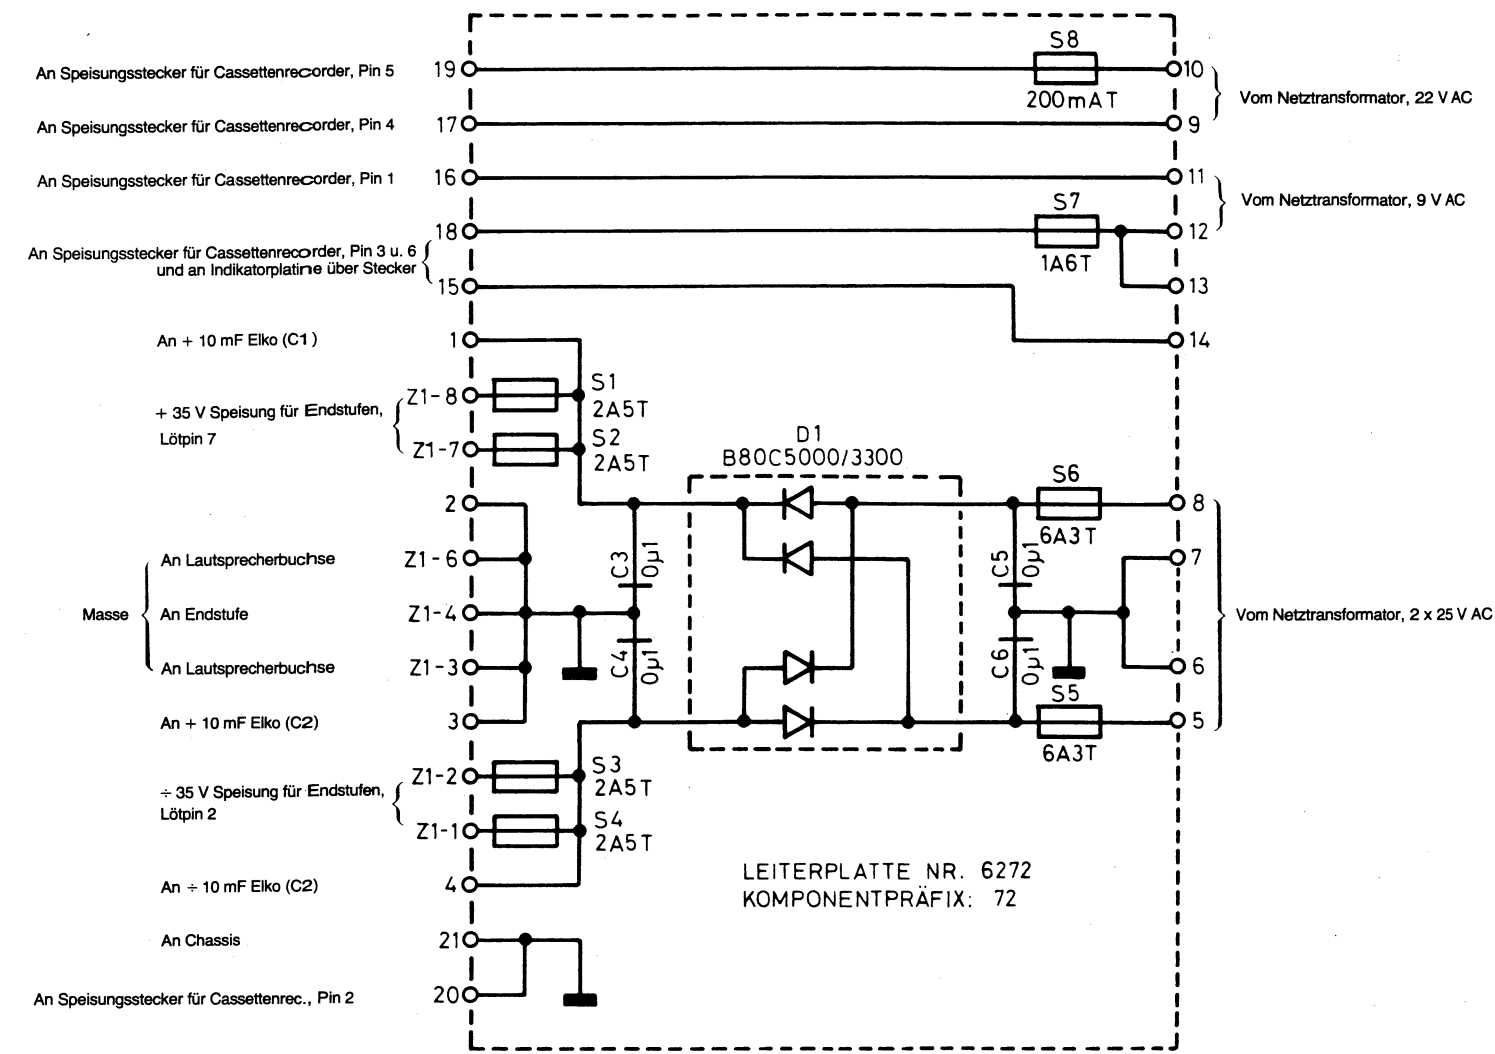 S8
An Speisungsstecker für Cassettenrecorder, Pin 5 19 10
200mAT
Vom Netztransformator, 22 V AC
An Speisungsstecker für Cassettenrecorder, Pin 4 17 9
An Speisungsstecker für Cassettenrecorder, Pin 1 16 11
S7
Vom Netztransformator, 9 V AC
18 12
An Speisungsstecker für Cassettenrecorder, Pin 3 u. 6
und an Indikatorplatine über Stecker
1A6T
15 13
An + 10 mF Elko (C1) 1 14
S1
Z1-8
2A5T
+ 35 V Speisung für Endstufen,
Lötpin 7
S2
Z1-7
2A5T
D1
B80C5000/3300
S6
2 8
6A3T
An Lautsprecherbuchse Z1-6 7
C3 0µ1
C5 0µ1
Masse An Endstufe Z1-4
Vom Netztransformator, 2 x 25 V AC
C4 0µ1
C6 0µ1
An Lautsprecherbuchse Z1-3 6
S5
An + 10 mF Elko (C2) 3 5
6A3T
S3
Z1-2
2A5T
÷ 35 V Speisung für Endstufen,
Lötpin 2
S4
Z1-1
2A5T
An ÷ 10 mF Elko (C2) 4
LEITERPLATTE NR. 6272
KOMPONENTPRÄFIX: 72
An Chassis 21
An Speisungsstecker für Cassettenrec., Pin 2 20